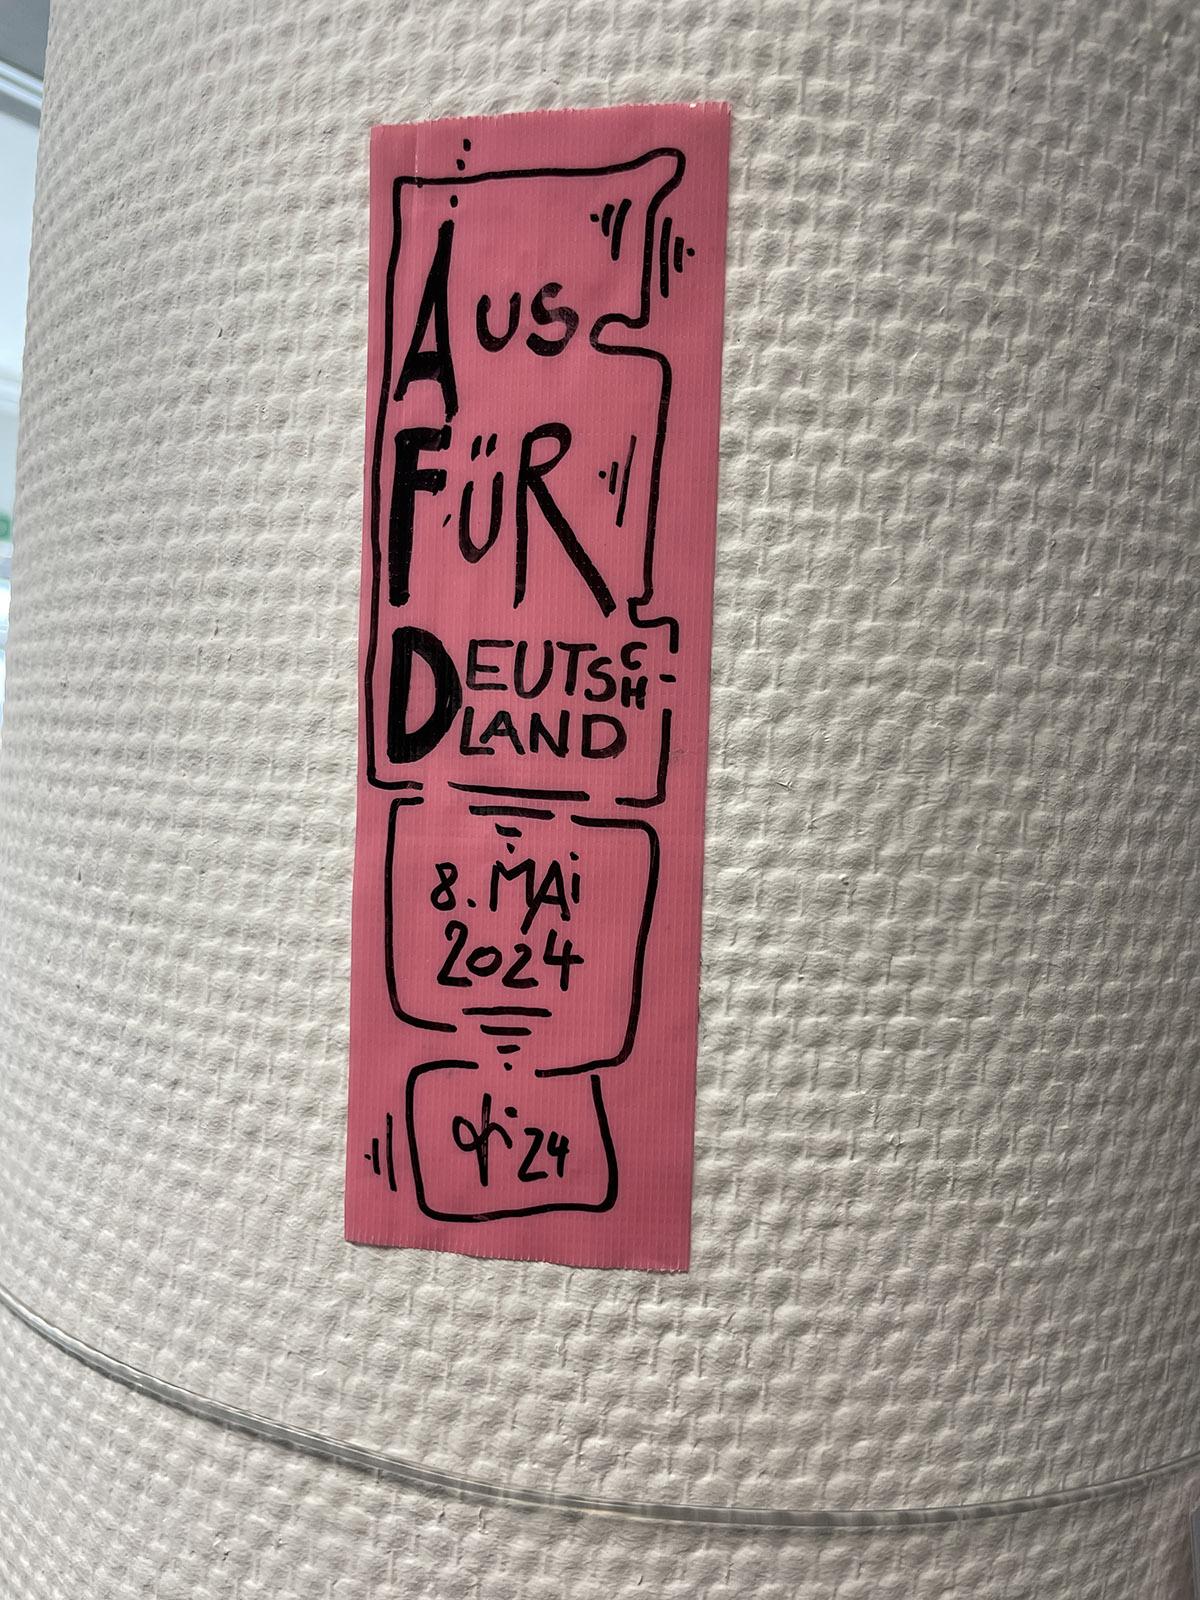 AUS
FÜR
DEUTSCH
LAND
8. MAi
2024
24